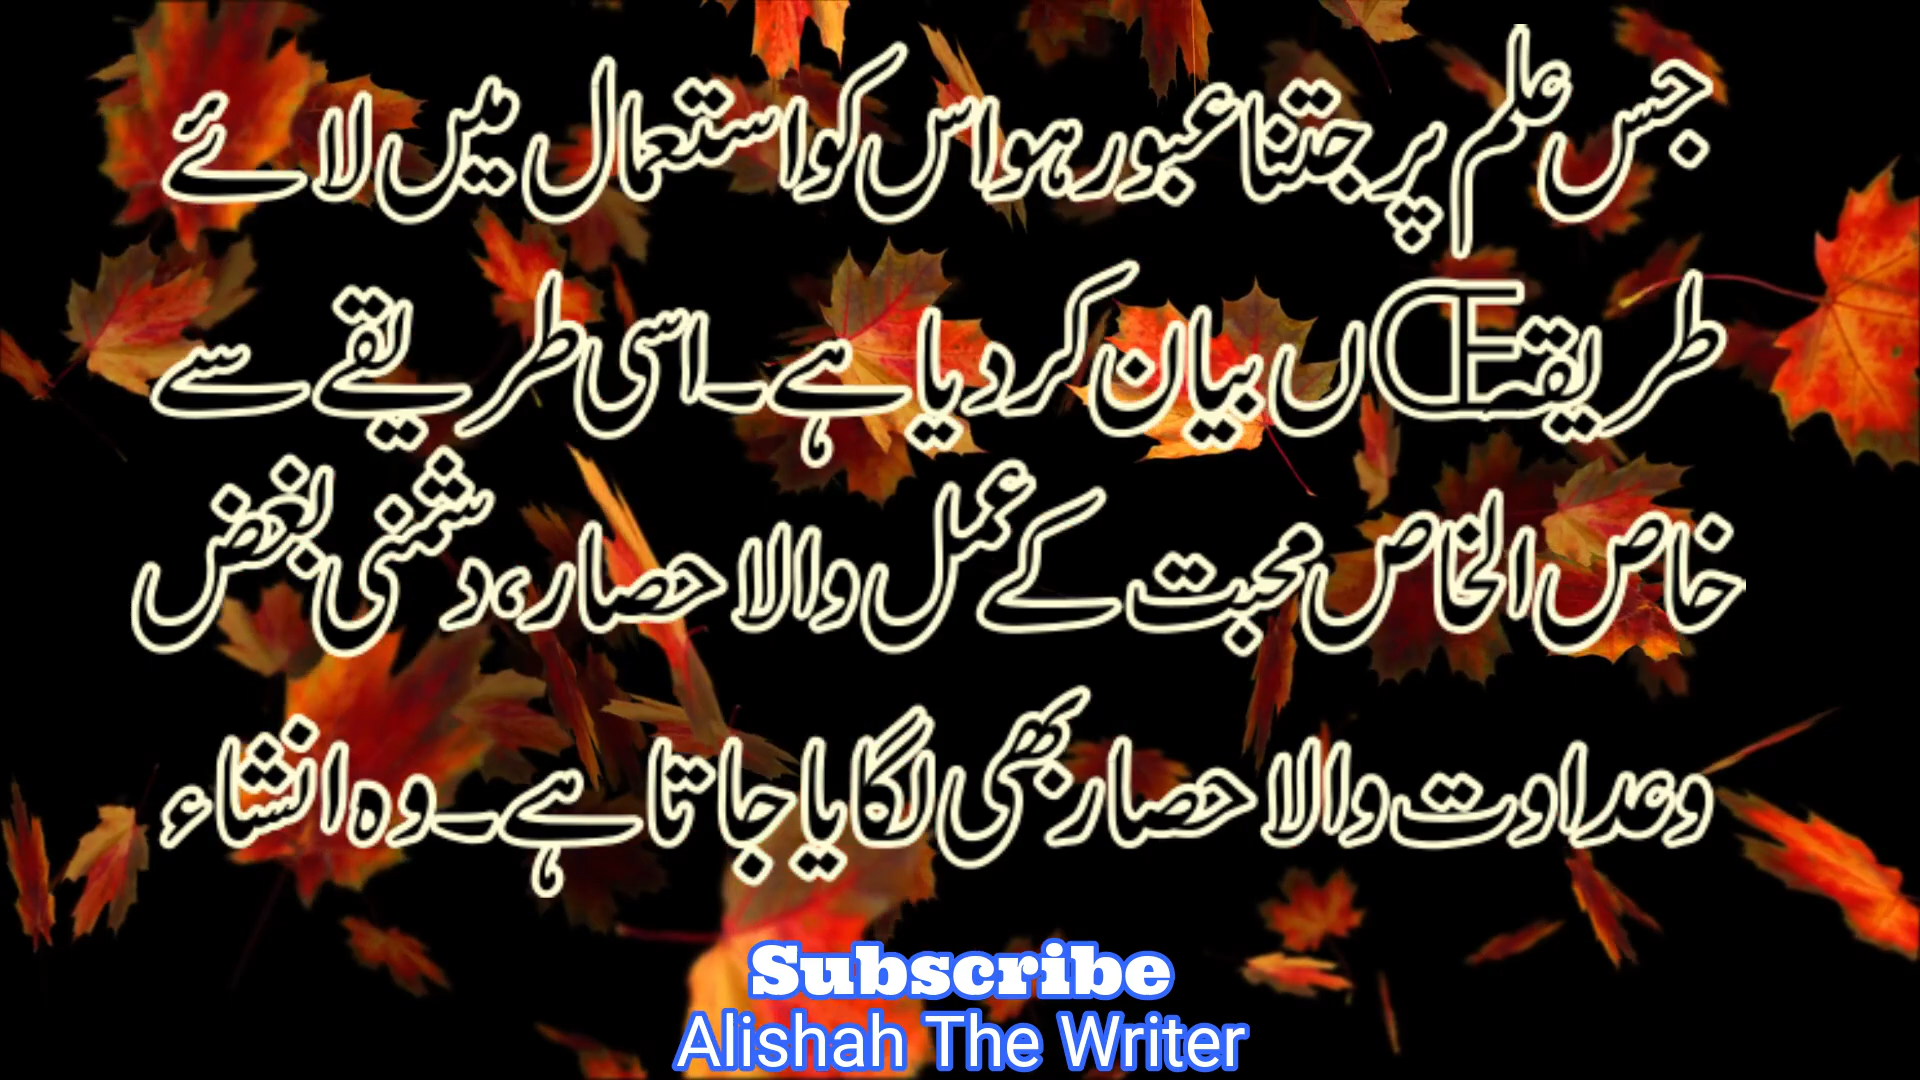 جس علم پر جتنا عبور ہو اس کو استعمال میں لائے
طریقتŒں بیان کر دیا ہے۔ اسی طریقے سے
خاص الخاص محبت کے عمل والا حصار، دشمنی بغض
و عداوت والا حصار بھی لگایا جاتا ہے۔ وہ انشاء
Subscribe
Alishah The Writer